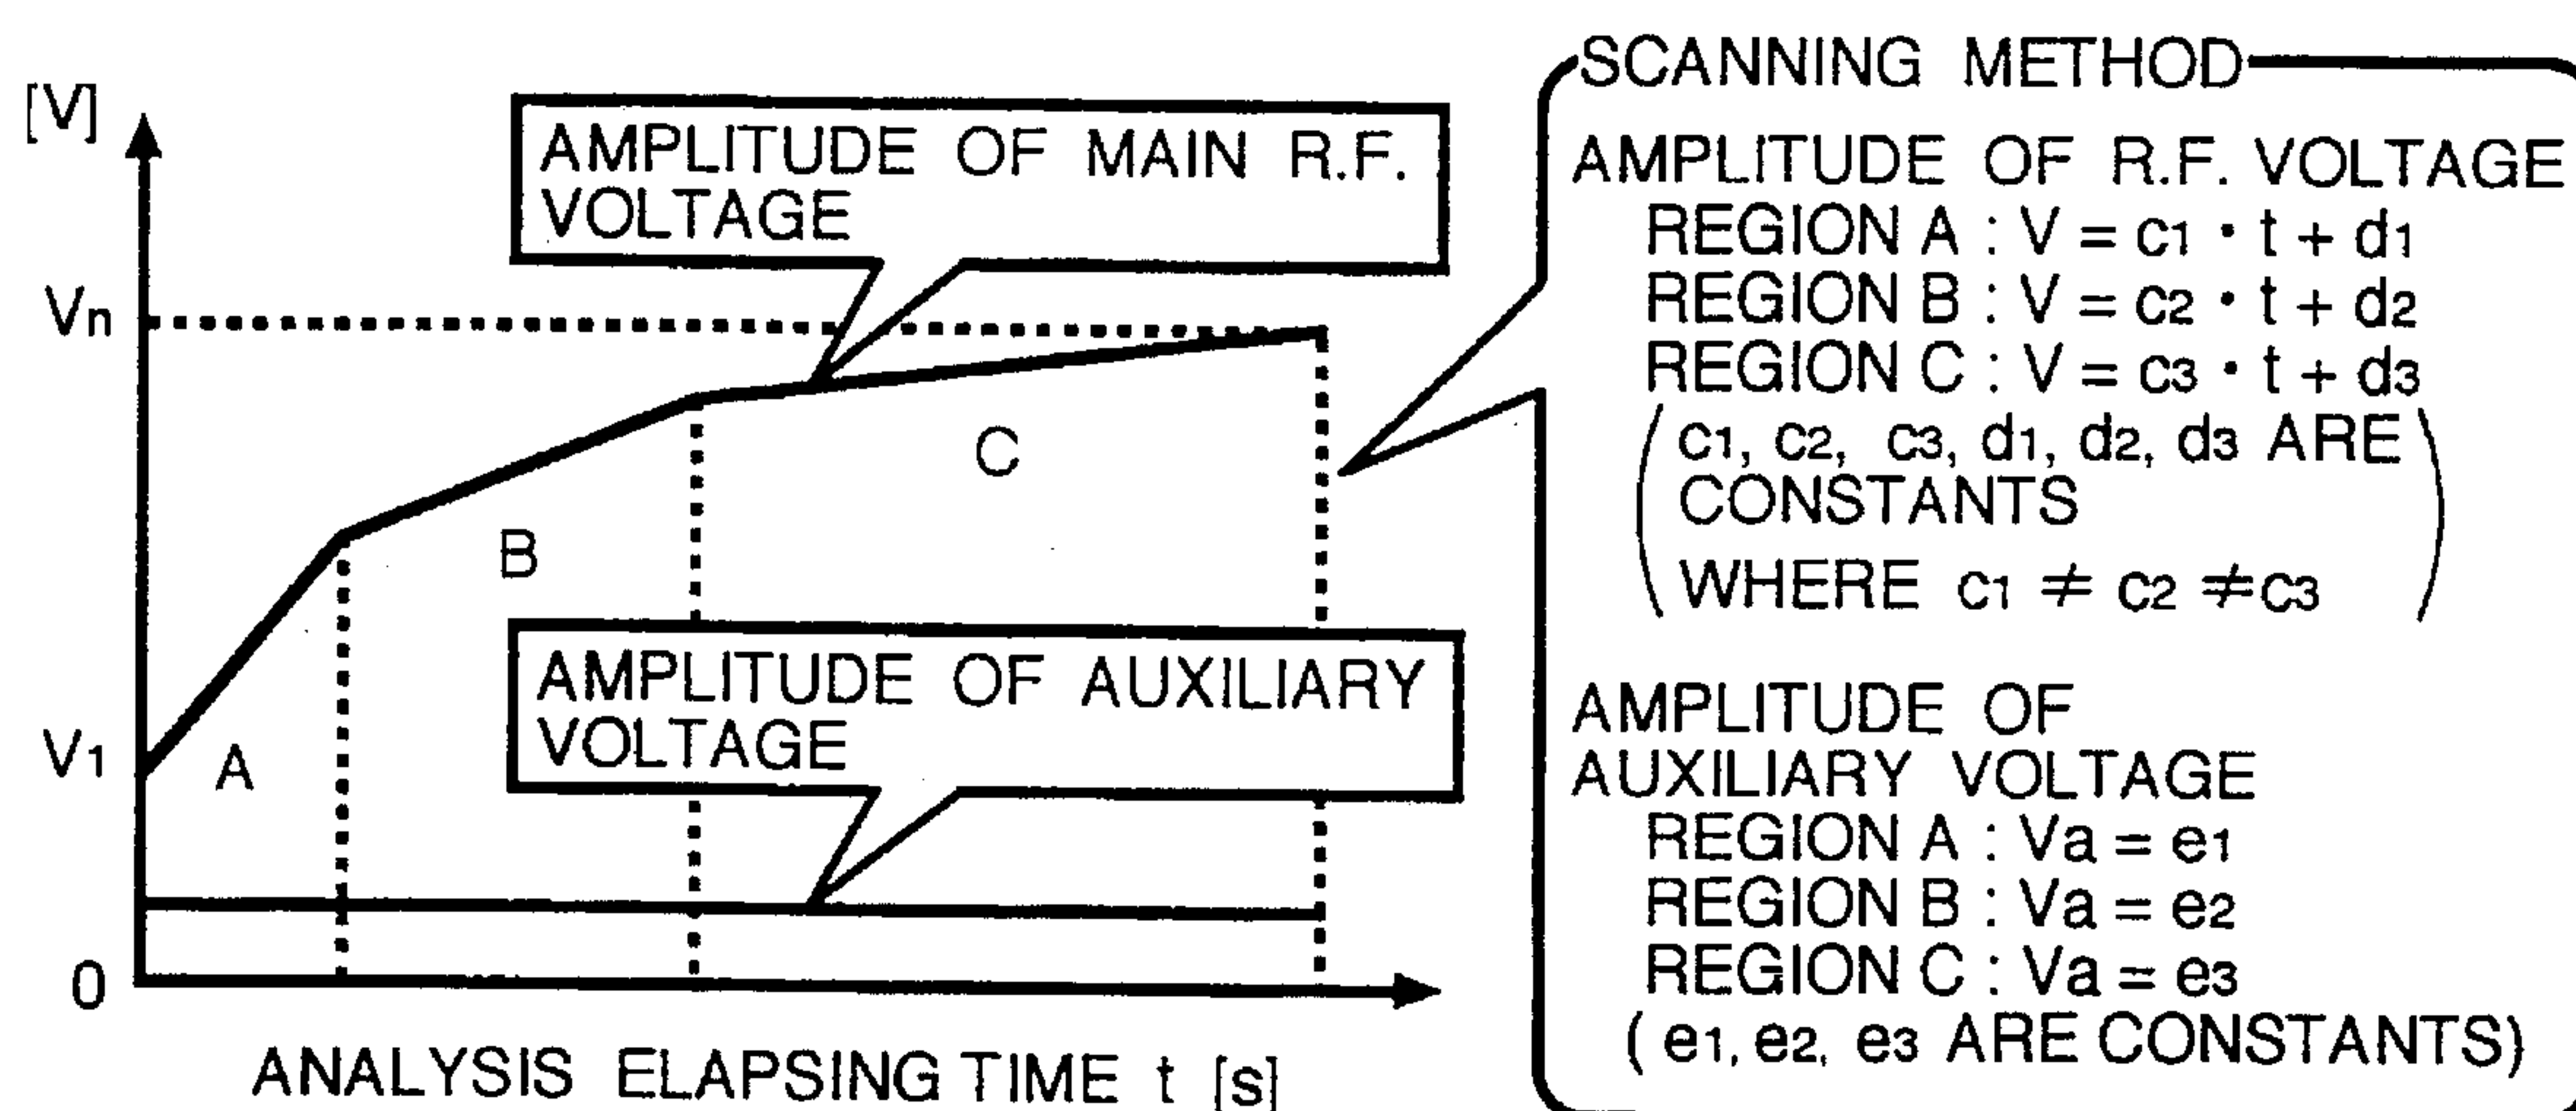 [V]
AMPLITUDE OF MAIN R.F.
VOLTAGE
Vn
C
B
AMPLITUDE OF AUXILIARY
VOLTAGE
V1
A
0
ANALYSIS ELAPSING TIME t [s]
SCANNING METHOD
AMPLITUDE OF R.F. VOLTAGE
REGION A : V = c1 · t + d1
REGION B : V = c2 · t + d2
REGION C : V = c3 · t + d3
( c1, c2, c3, d1, d2, d3 ARE
CONSTANTS
WHERE c1 ≠ c2 ≠ c3 )
AMPLITUDE OF
AUXILIARY VOLTAGE
REGION A : Va = e1
REGION B : Va = e2
REGION C : Va = e3
( e1, e2, e3 ARE CONSTANTS)